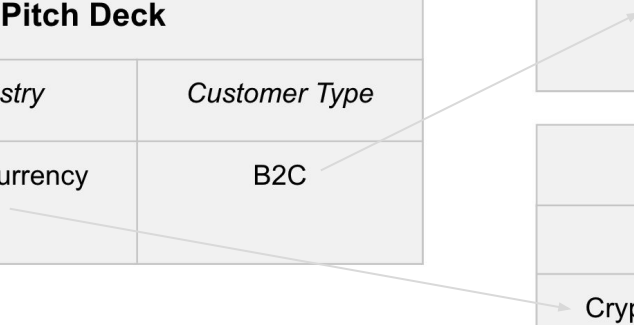 Pitch Deck
stry
Customer Type
urrency
B2C
Cryp